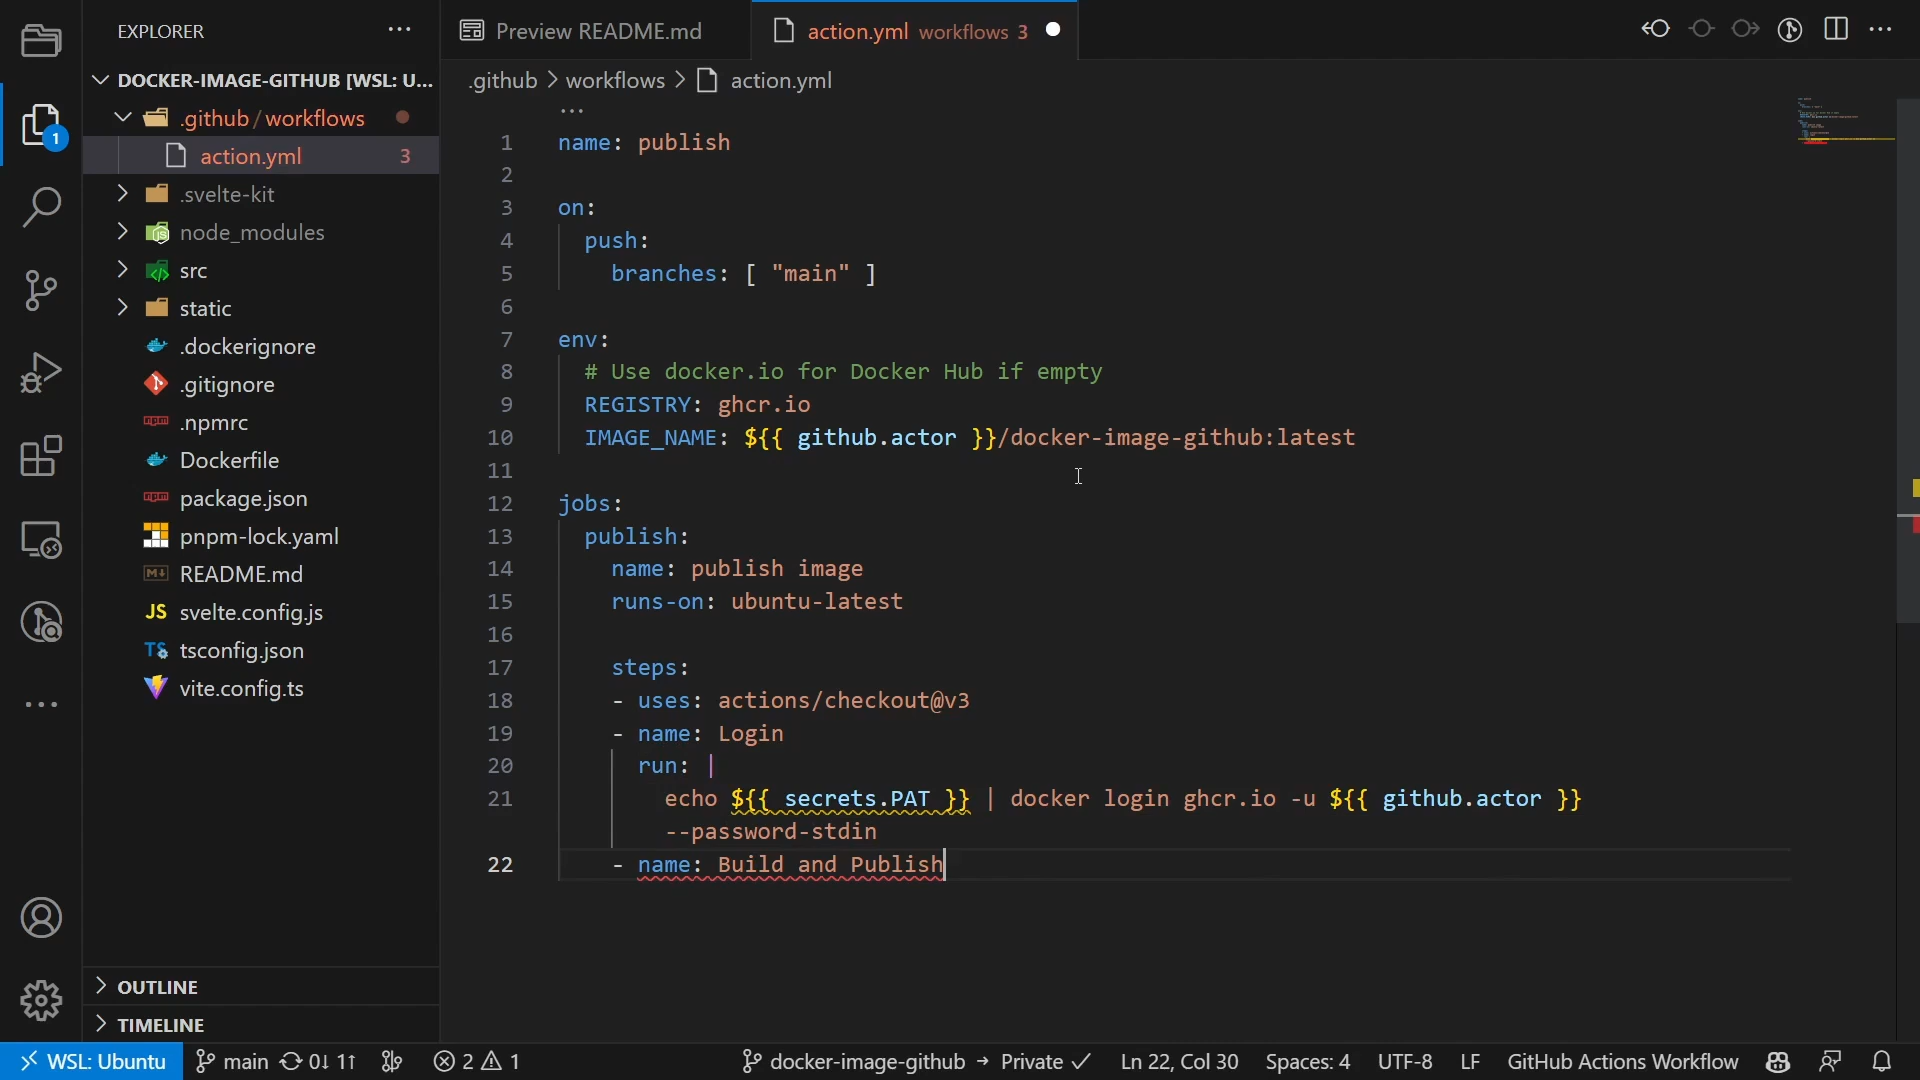 EXPLORER
DOCKER-IMAGE-GITHUB [WSL: U...
.github / workflows
action.yml 3
.svelte-kit
node_modules
src
static
.dockerignore
.gitignore
.npmrc
Dockerfile
package.json
pnpm-lock.yaml
README.md
svelte.config.js
tsconfig.json
vite.config.ts
OUTLINE
TIMELINE
1
Preview README.md
action.yml workflows 3
.github > workflows > action.yml
...
1 name: publish
2
3 on:
4 push:
5 branches: [ "main" ]
6
7 env:
8 # Use docker.io for Docker Hub if empty
9 REGISTRY: ghcr.io
10 IMAGE_NAME: ${{ github.actor }}/docker-image-github:latest
11
12 jobs:
13 publish:
14 name: publish image
15 runs-on: ubuntu-latest
16
17 steps:
18 - uses: actions/checkout@v3
19 - name: Login
20 run: |
21 echo ${{ secrets.PAT }} | docker login ghcr.io -u ${{ github.actor }}
--password-stdin
22 - name: Build and Publish
WSL: Ubuntu main 0↓ 1↑ 2 1 docker-image-github → Private ✓ Ln 22, Col 30 Spaces: 4 UTF-8 LF GitHub Actions Workflow